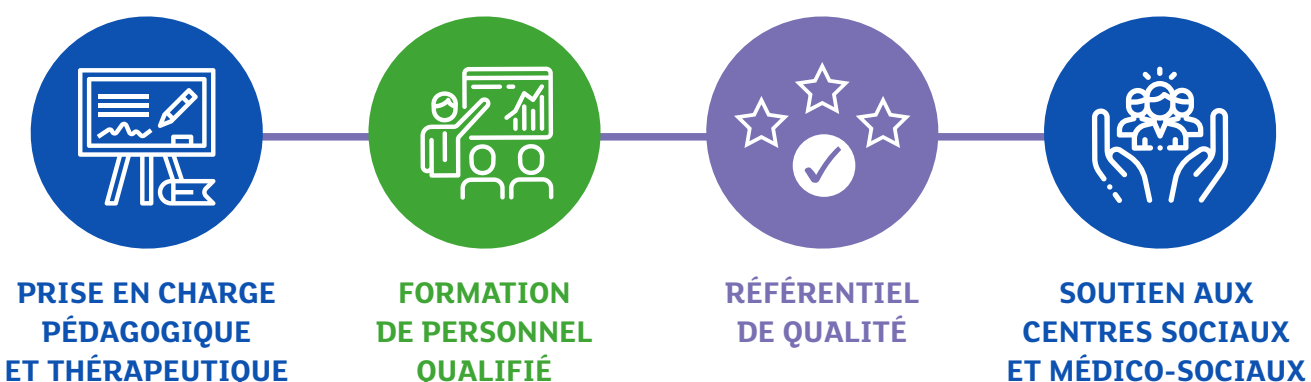 PRISE EN CHARGE
PÉDAGOGIQUE
ET THÉRAPEUTIQUE
FORMATION
DE PERSONNEL
QUALIFIÉ
RÉFÉRENTIEL
DE QUALITÉ
SOUTIEN AUX
CENTRES SOCIAUX
ET MÉDICO-SOCIAUX